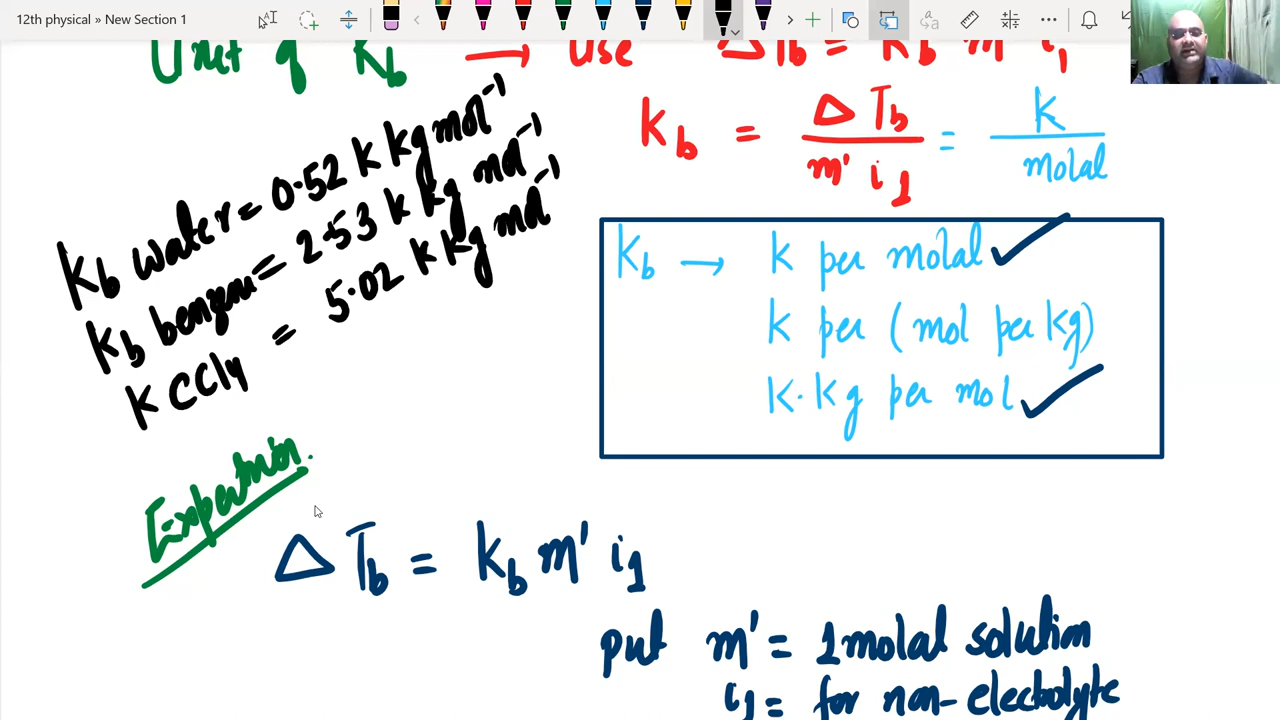 12th physical » New Section 1
Unit of Kb → Use ΔTb = Kb m' i1
Kb = ΔTb / m' i1 = K / molal
Kb water = 0.52 K Kg mol⁻¹
Kb benzene = 2.53 K Kg mol⁻¹
K CCl4 = 5.02 K Kg mol⁻¹
Kb → K per molal ✓
K per (mol per Kg)
K·Kg per mol ✓
ΔTb = Kb m' i1
put m' = 1 molal solution
i1 = for non-electolyte